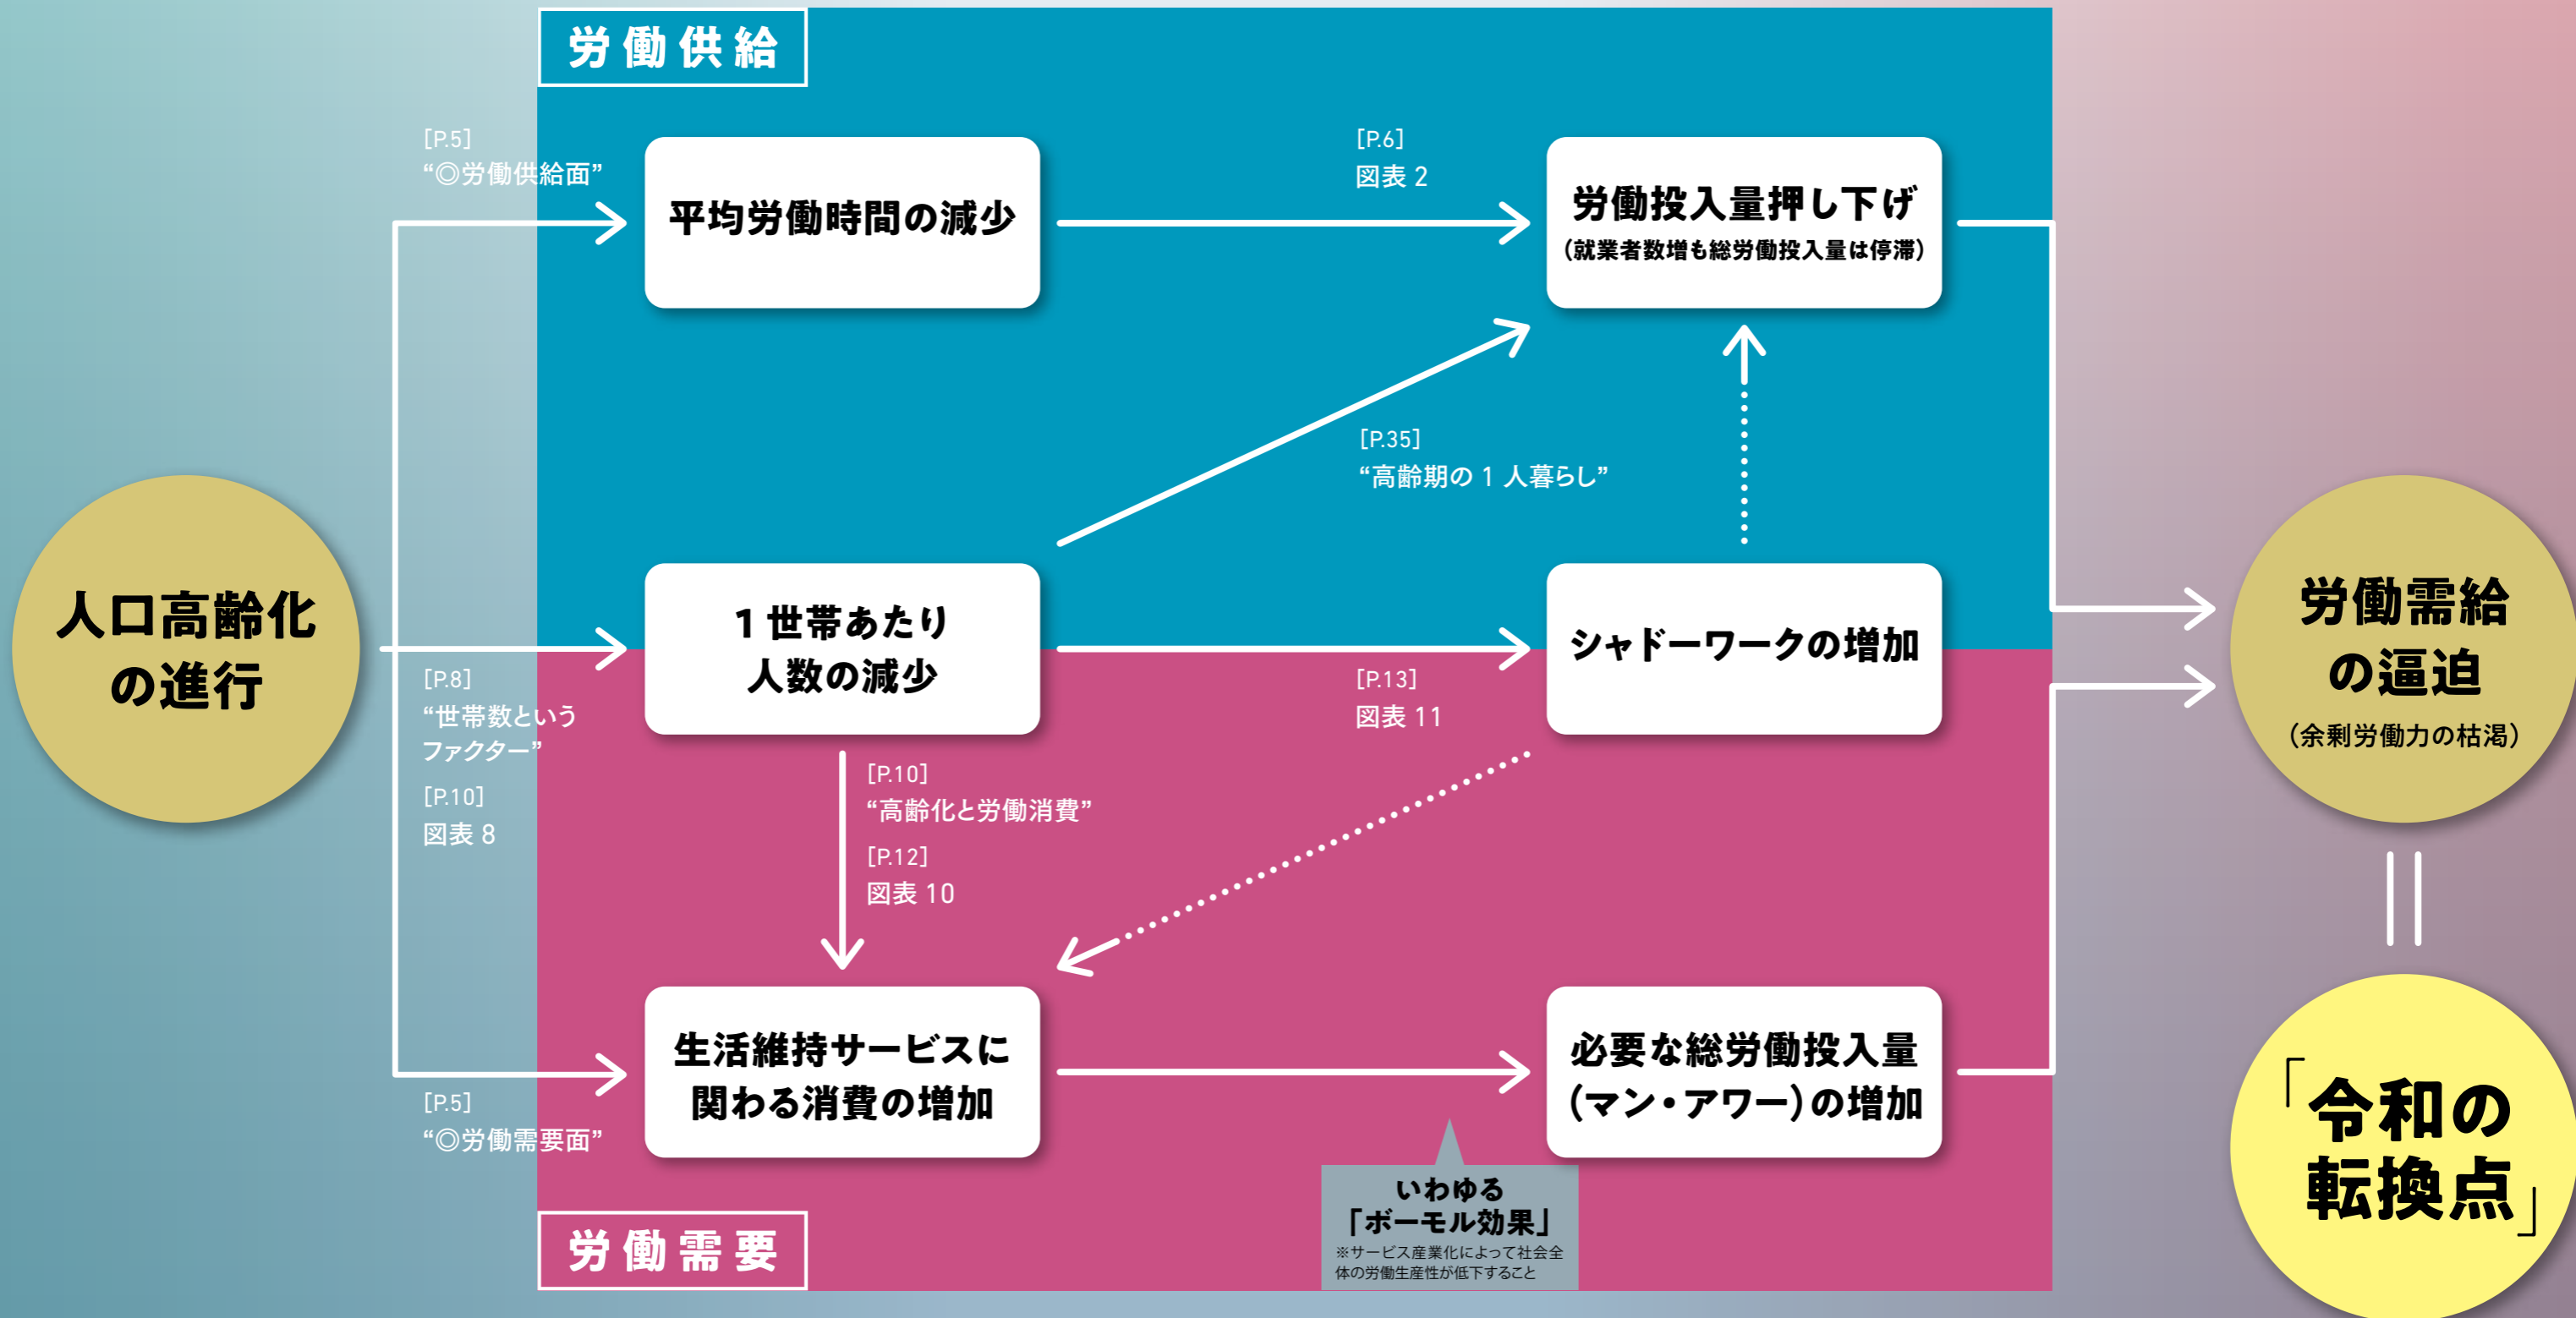 労働供給
[P.5]
“◎労働供給面”
平均労働時間の減少
[P.6]
図表 2
労働投入量押し下げ
（就業者数増も総労働投入量は停滞）
[P.35]
“高齢期の 1 人暮らし”
人口高齢化
の進行
[P.8]
“世帯数という
ファクター”
[P.10]
図表 8
1 世帯あたり
人数の減少
[P.13]
図表 11
シャドーワークの増加
[P.10]
“高齢化と労働消費”
[P.12]
図表 10
[P.5]
“◎労働需要面”
生活維持サービスに
関わる消費の増加
必要な総労働投入量
（マン・アワー）の増加
いわゆる
「ボーモル効果」
※サービス産業化によって社会全
体の労働生産性が低下すること
労働需要
労働需給
の逼迫
（余剰労働力の枯渇）
「令和の
転換点」